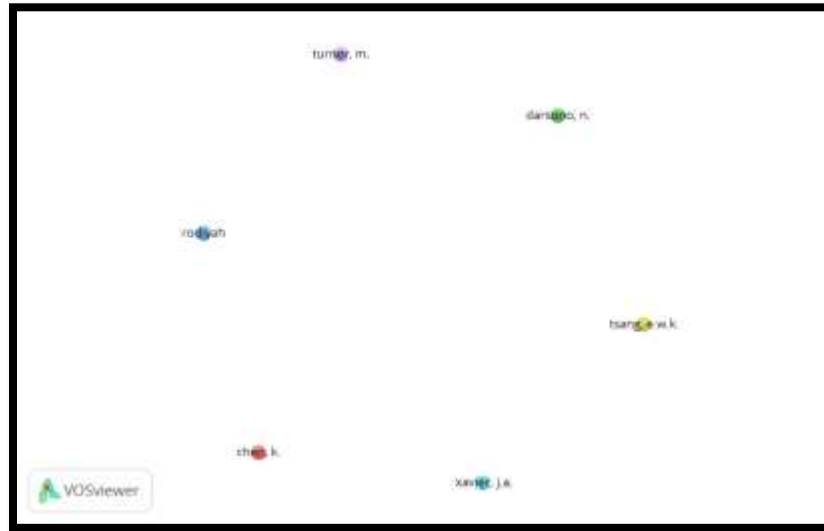 turner, m.
darsono, n.
rodiyah
tsang, e.w.k.
chen, k.
xavier, j.a.
VOSviewer